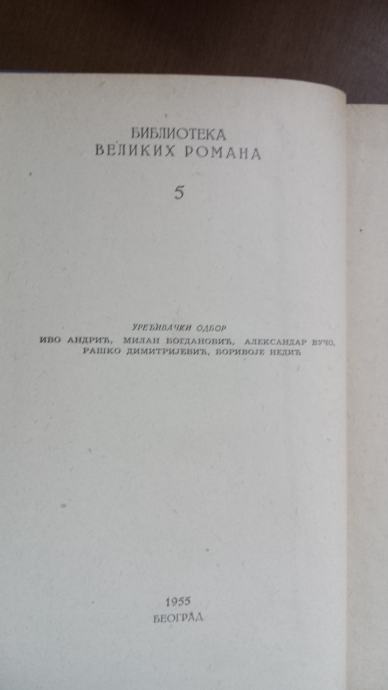 БИБЛИОТЕКА
ВЕЛИКИХ РОМАНА
5
УРЕЂИВАЧКИ ОДБОР
ИВО АНДРИЋ, МИЛАН БОГДАНОВИЋ, АЛЕКСАНДАР ВУЧО,
РАШКО ДИМИТРИЈЕВИЋ, БОРИВОЈЕ НЕДИЋ
1955
БЕОГРАД